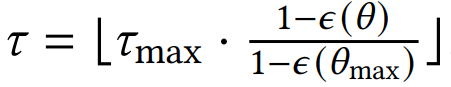 τ = ⌊τ_max · (1−ϵ(θ))/(1−ϵ(θ_max))⌋